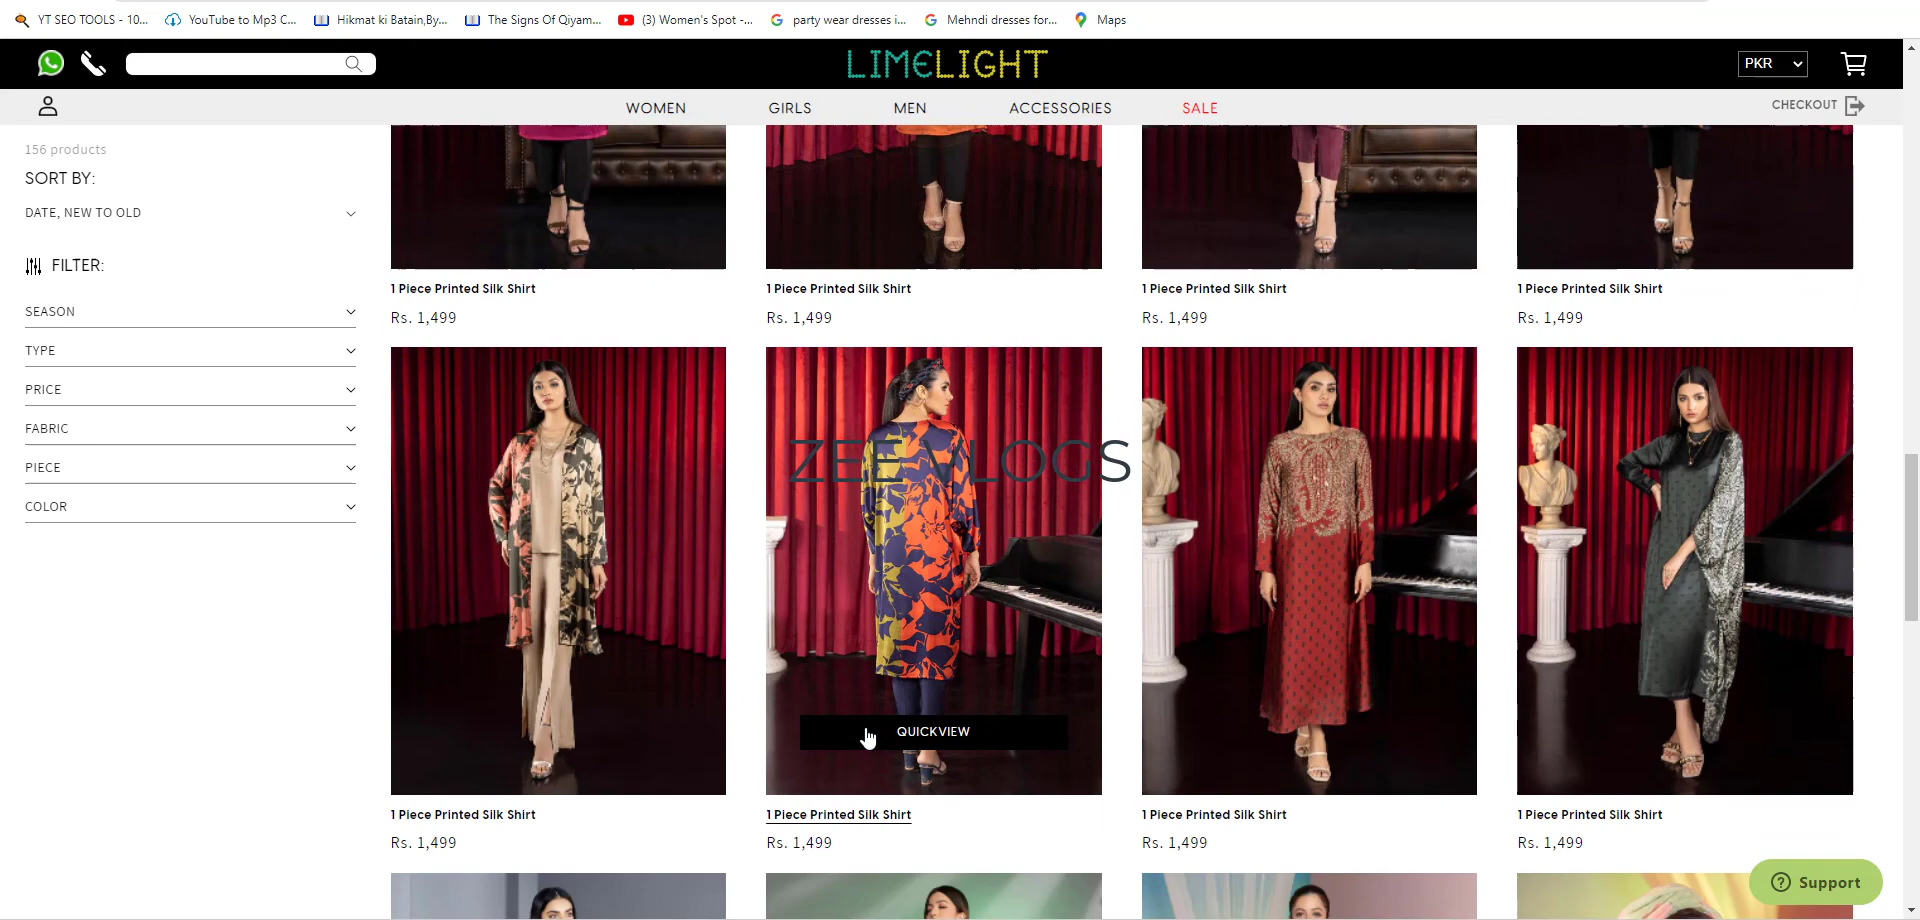 YT SEO TOOLS - 10...
YouTube to Mp3 C...
Hikmat ki Batain,By...
The Signs Of Qiyam...
(3) Women's Spot -...
party wear dresses i...
Mehndi dresses for...
Maps
LIMELIGHT
PKR
WOMEN
GIRLS
MEN
ACCESSORIES
SALE
CHECKOUT
156 products
SORT BY:
DATE, NEW TO OLD
FILTER:
SEASON
TYPE
PRICE
FABRIC
PIECE
COLOR
1 Piece Printed Silk Shirt
Rs. 1,499
1 Piece Printed Silk Shirt
Rs. 1,499
1 Piece Printed Silk Shirt
Rs. 1,499
1 Piece Printed Silk Shirt
Rs. 1,499
ZEE VLOGS
QUICKVIEW
1 Piece Printed Silk Shirt
Rs. 1,499
1 Piece Printed Silk Shirt
Rs. 1,499
1 Piece Printed Silk Shirt
Rs. 1,499
1 Piece Printed Silk Shirt
Rs. 1,499
Support